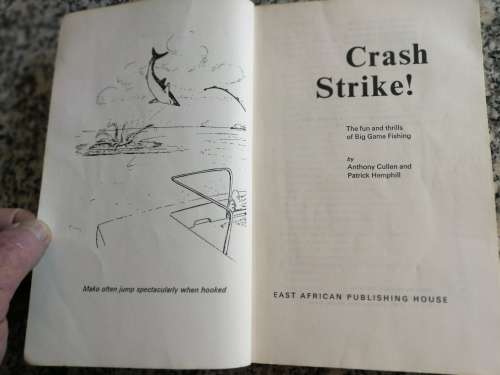 Mako often jump spectacularly when hooked
Crash
Strike!
The fun and thrills
of Big Game Fishing
by
Anthony Cullen and
Patrick Hemphill
EAST AFRICAN PUBLISHING HOUSE